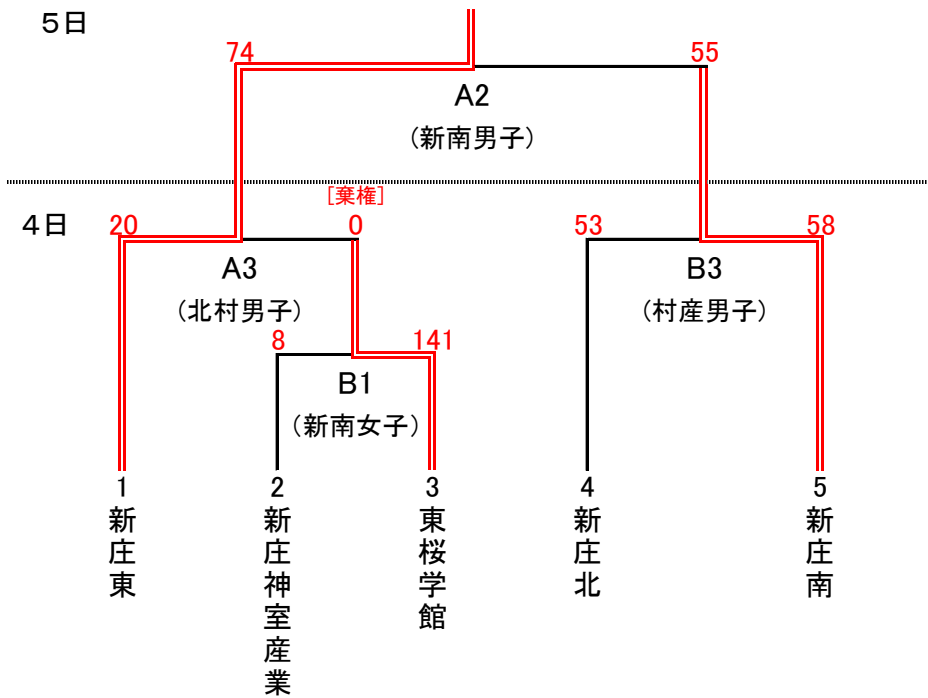 ５日
74
55
A2
（新南男子）
[棄権]
４日
20
0
53
58
A3
B3
（北村男子）
（村産男子）
8
141
B1
（新南女子）
1
2
3
4
5
新庄東
新庄神室産業
東桜学館
新庄北
新庄南